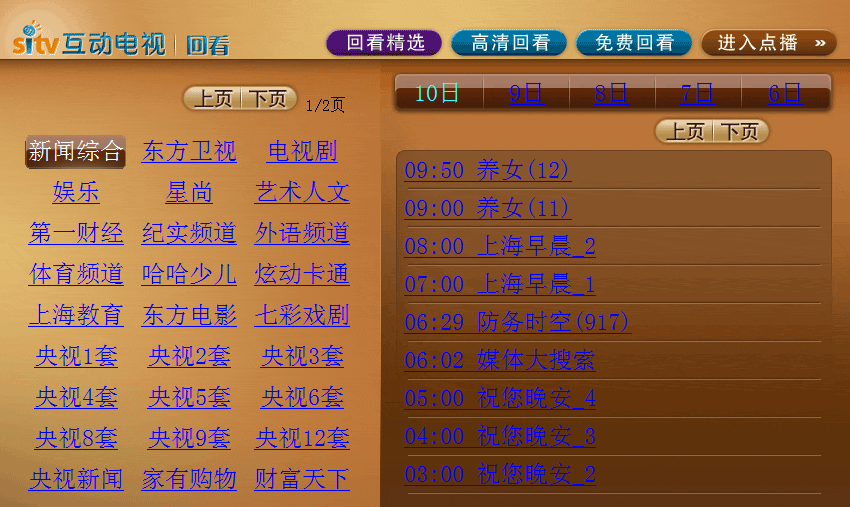 sitv互动电视 回看 回看精选 高清回看 免费回看 进入点播 »
上页 下页 1/2页
新闻综合 东方卫视 电视剧
娱乐 星尚 艺术人文
第一财经 纪实频道 外语频道
体育频道 哈哈少儿 炫动卡通
上海教育 东方电影 七彩戏剧
央视1套 央视2套 央视3套
央视4套 央视5套 央视6套
央视8套 央视9套 央视12套
央视新闻 家有购物 财富天下
10日 9日 8日 7日 6日
上页 下页
09:50 养女(12)
09:00 养女(11)
08:00 上海早晨_2
07:00 上海早晨_1
06:29 防务时空(917)
06:02 媒体大搜索
05:00 祝您晚安_4
04:00 祝您晚安_3
03:00 祝您晚安_2